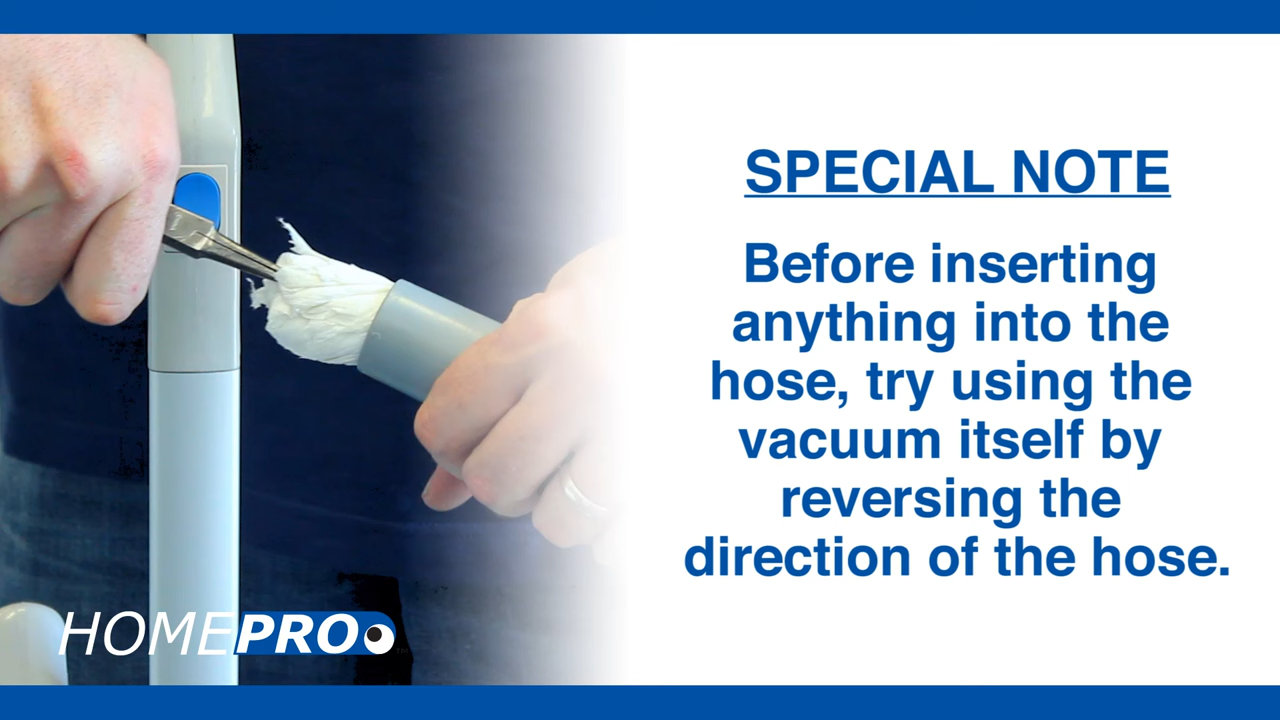 SPECIAL NOTE
Before inserting
anything into the
hose, try using the
vacuum itself by
reversing the
direction of the hose.
HOMEPRO